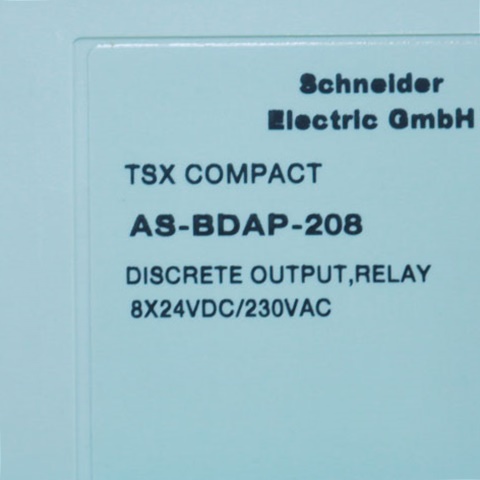 Schneider
Electric GmbH
TSX COMPACT
AS-BDAP-208
DISCRETE OUTPUT,RELAY
8X24VDC/230VAC